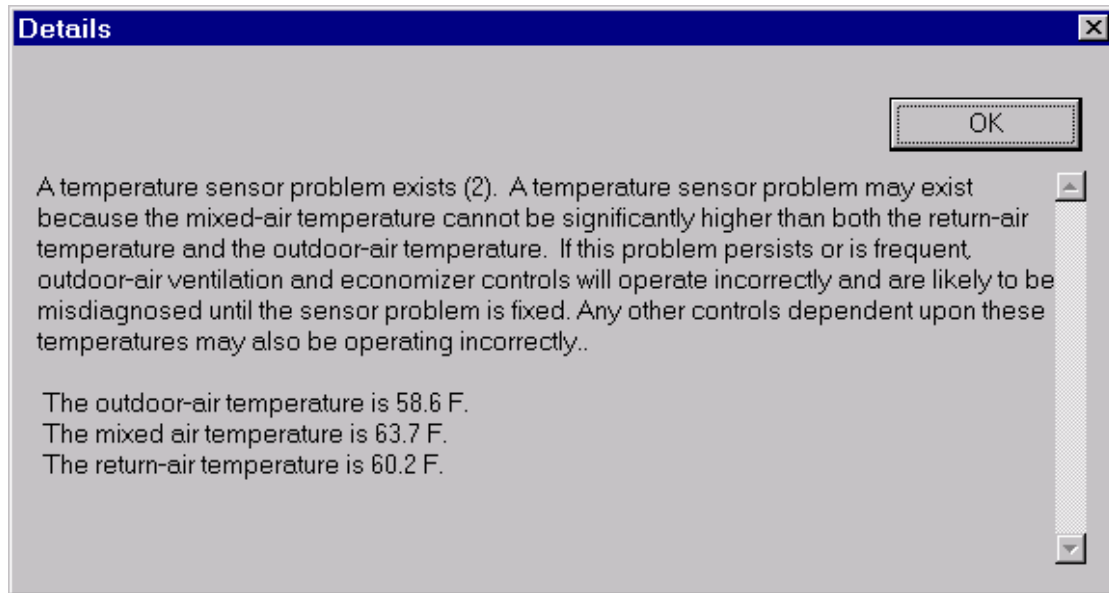 Details
OK
A temperature sensor problem exists (2).  A temperature sensor problem may exist
because the mixed-air temperature cannot be significantly higher than both the return-air
temperature and the outdoor-air temperature.  If this problem persists or is frequent,
outdoor-air ventilation and economizer controls will operate incorrectly and are likely to be
misdiagnosed until the sensor problem is fixed. Any other controls dependent upon these
temperatures may also be operating incorrectly..
The outdoor-air temperature is 58.6 F.
The mixed air temperature is 63.7 F.
The return-air temperature is 60.2 F.